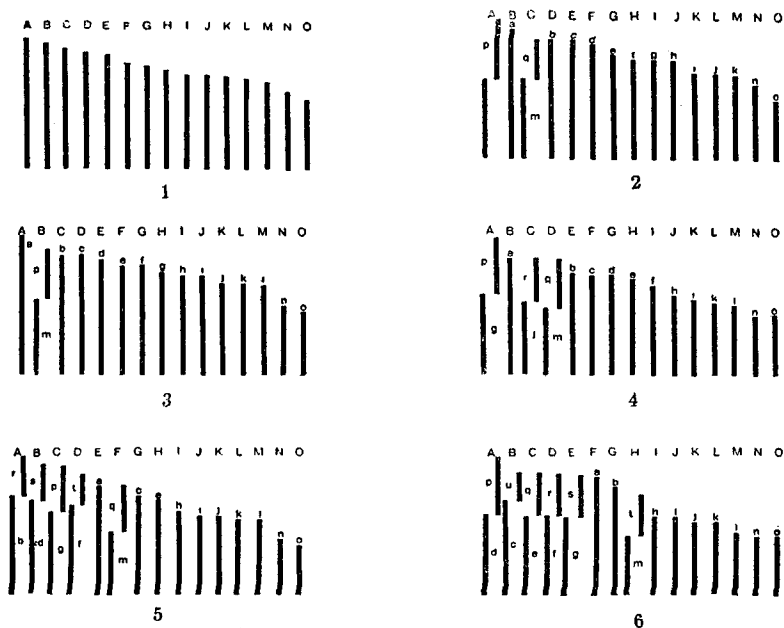 A B C D E F G H I J K L M N O
1
A B C D E F G H I J K L M N O
a b c d e f g h i j k n o
p q
m
2
A B C D E F G H I J K L M N O
a b c d e f g h i j k l n o
p
m
3
A B C D E F G H I J K L M N O
a b c d e f h i k l n o
p r q
g j m
4
A B C D E F G H I J K L M N O
r s p t a q c e h i j k l n o
b d g f m
5
A B C D E F G H I J K L M N O
p u q r s a b t h i j k l n o
d c e f g m
6